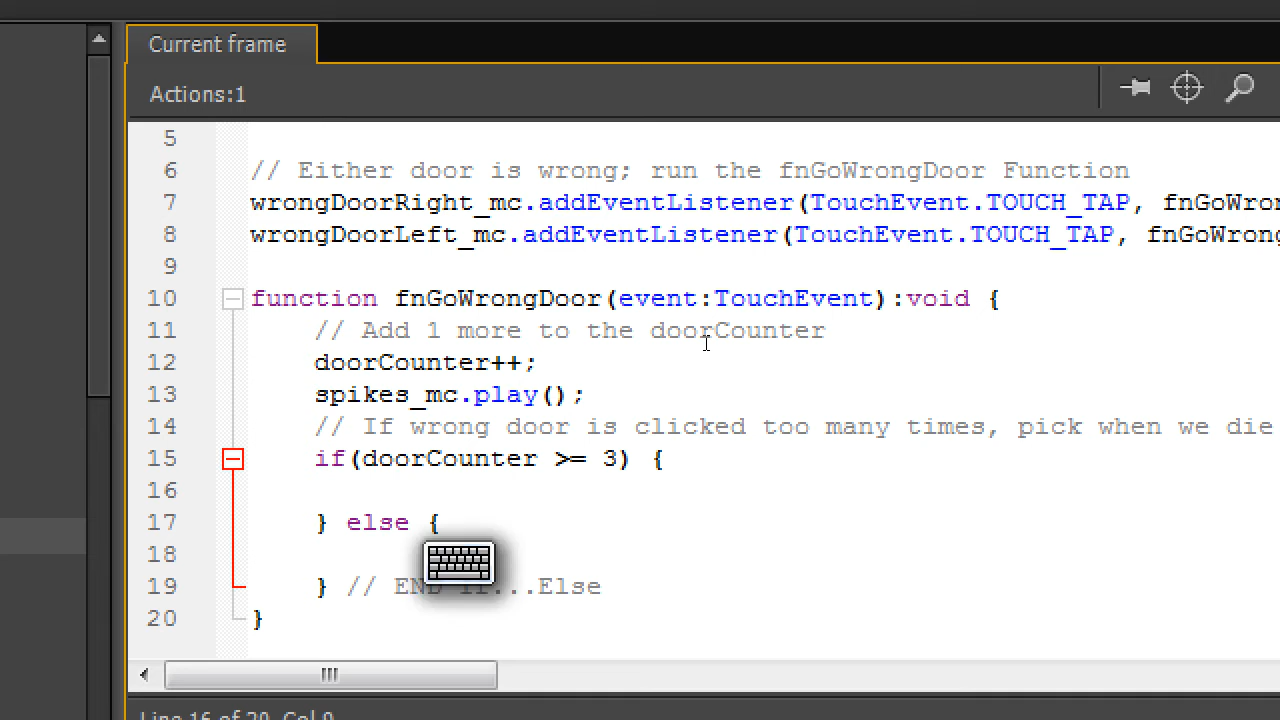 Current frame
Actions:1
5
6 // Either door is wrong; run the fnGoWrongDoor Function
7 wrongDoorRight_mc.addEventListener(TouchEvent.TOUCH_TAP, fnGoWron
8 wrongDoorLeft_mc.addEventListener(TouchEvent.TOUCH_TAP, fnGoWrong
9
10 function fnGoWrongDoor(event:TouchEvent):void {
11 // Add 1 more to the doorCounter
12 doorCounter++;
13 spikes_mc.play();
14 // If wrong door is clicked too many times, pick when we die
15 if(doorCounter >= 3) {
16
17 } else {
18
19 } // END If...Else
20 }
Line 16 of 20, Col 9